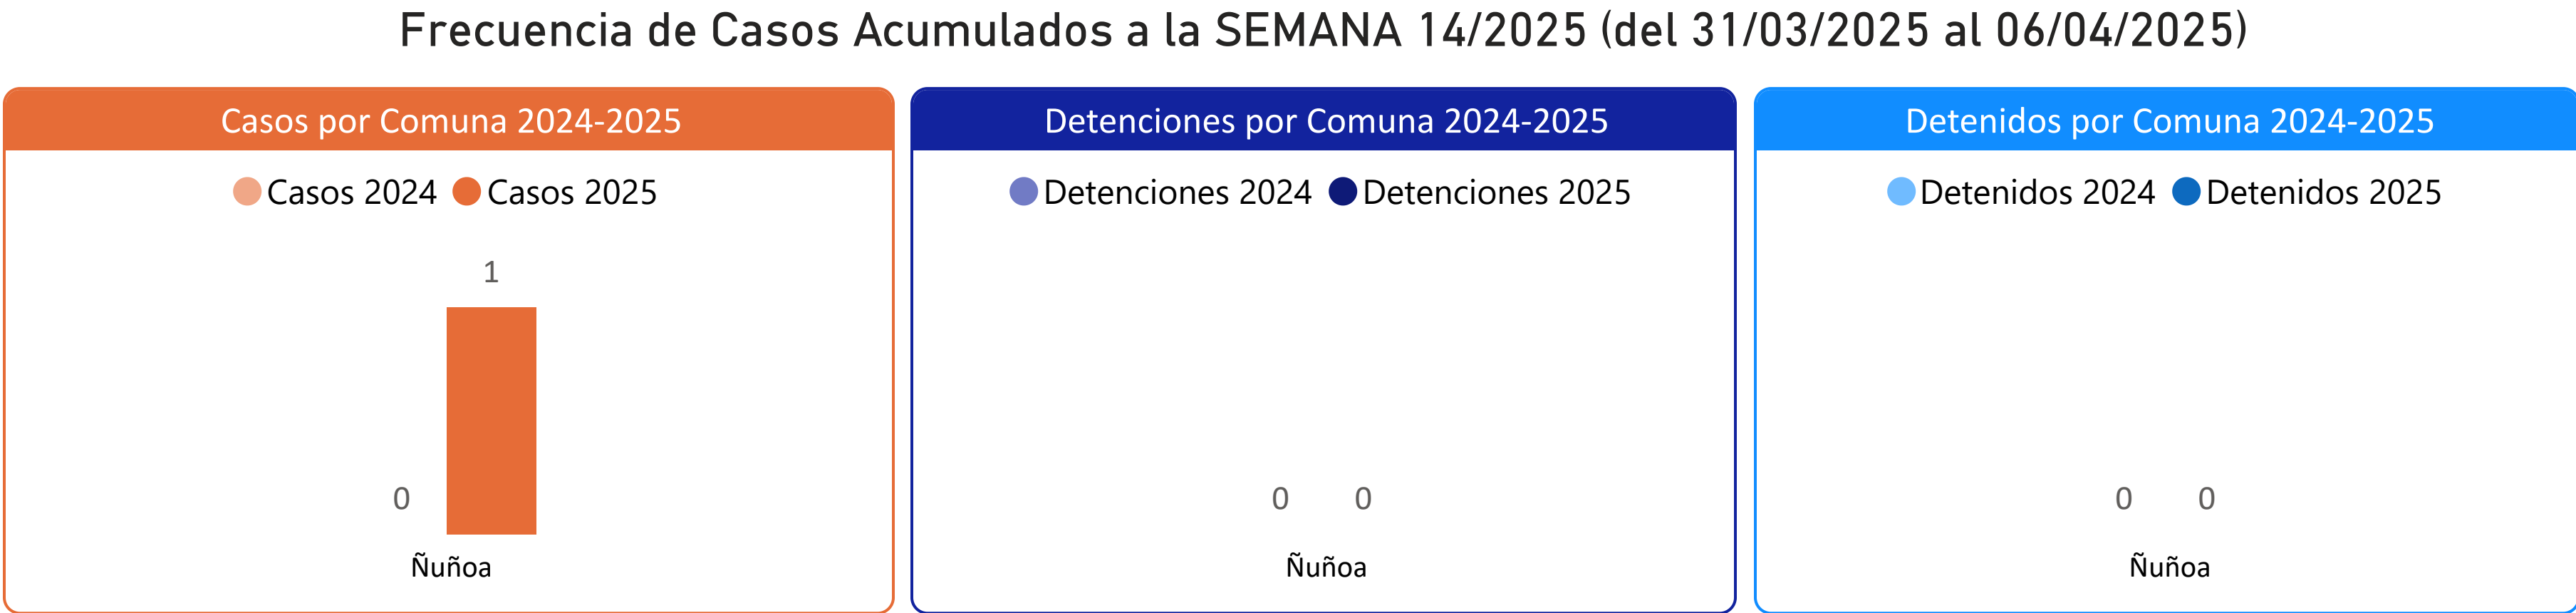 Frecuencia de Casos Acumulados a la SEMANA 14/2025 (del 31/03/2025 al 06/04/2025)
Casos por Comuna 2024-2025
Casos 2024 Casos 2025
1
0
Ñuñoa
Detenciones por Comuna 2024-2025
Detenciones 2024 Detenciones 2025
0 0
Ñuñoa
Detenidos por Comuna 2024-2025
Detenidos 2024 Detenidos 2025
0 0
Ñuñoa